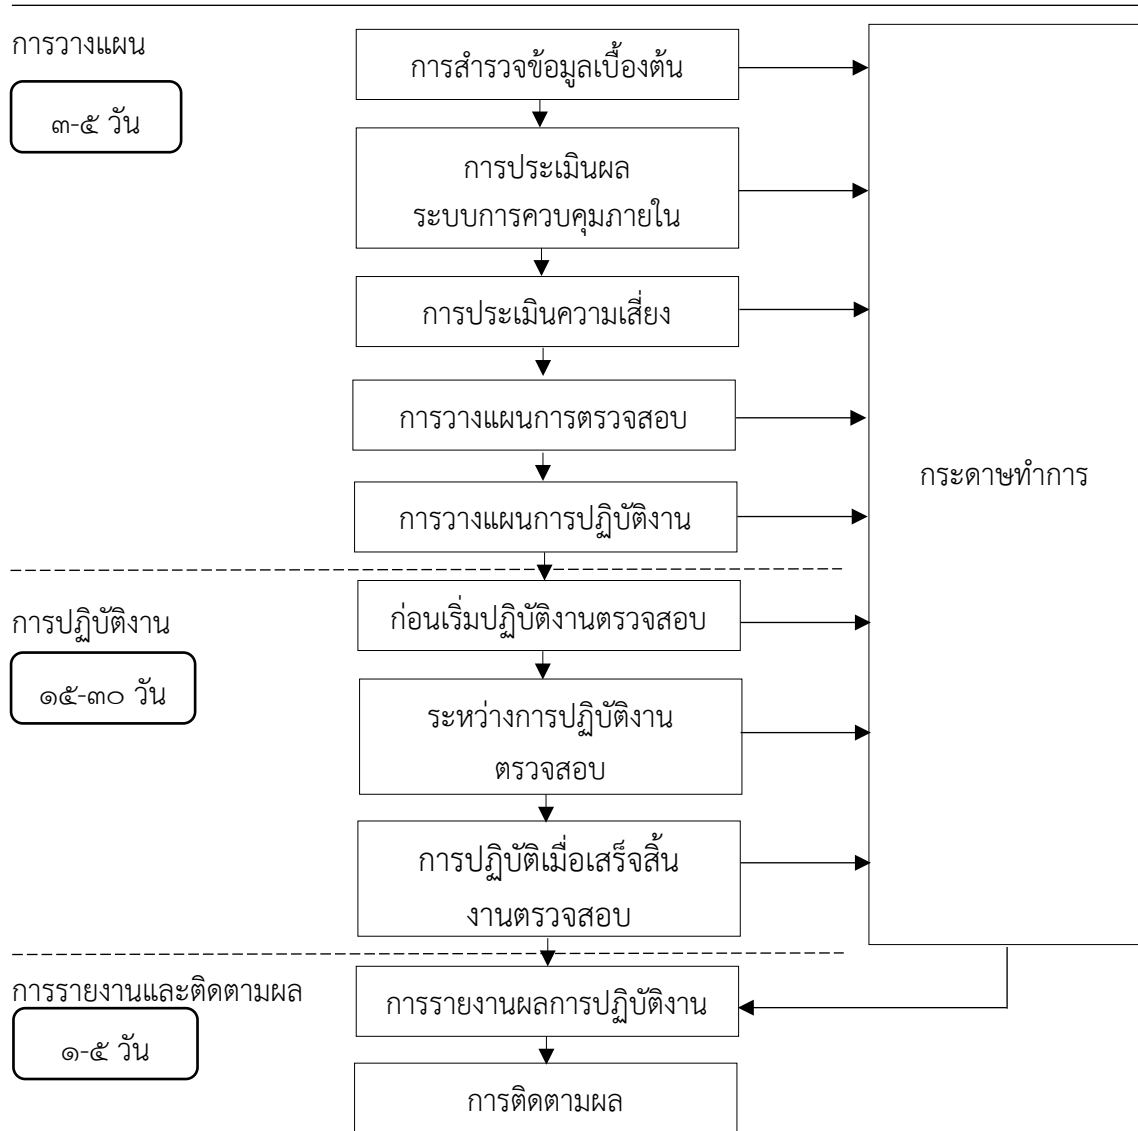 การวางแผน
๓-๕ วัน
การสำรวจข้อมูลเบื้องต้น
การประเมินผล
ระบบการควบคุมภายใน
การประเมินความเสี่ยง
การวางแผนการตรวจสอบ
การวางแผนการปฏิบัติงาน
กระดาษทำการ
การปฏิบัติงาน
๑๕-๓๐ วัน
ก่อนเริ่มปฏิบัติงานตรวจสอบ
ระหว่างการปฏิบัติงาน
ตรวจสอบ
การปฏิบัติเมื่อเสร็จสิ้น
งานตรวจสอบ
การรายงานและติดตามผล
๑-๕ วัน
การรายงานผลการปฏิบัติงาน
การติดตามผล